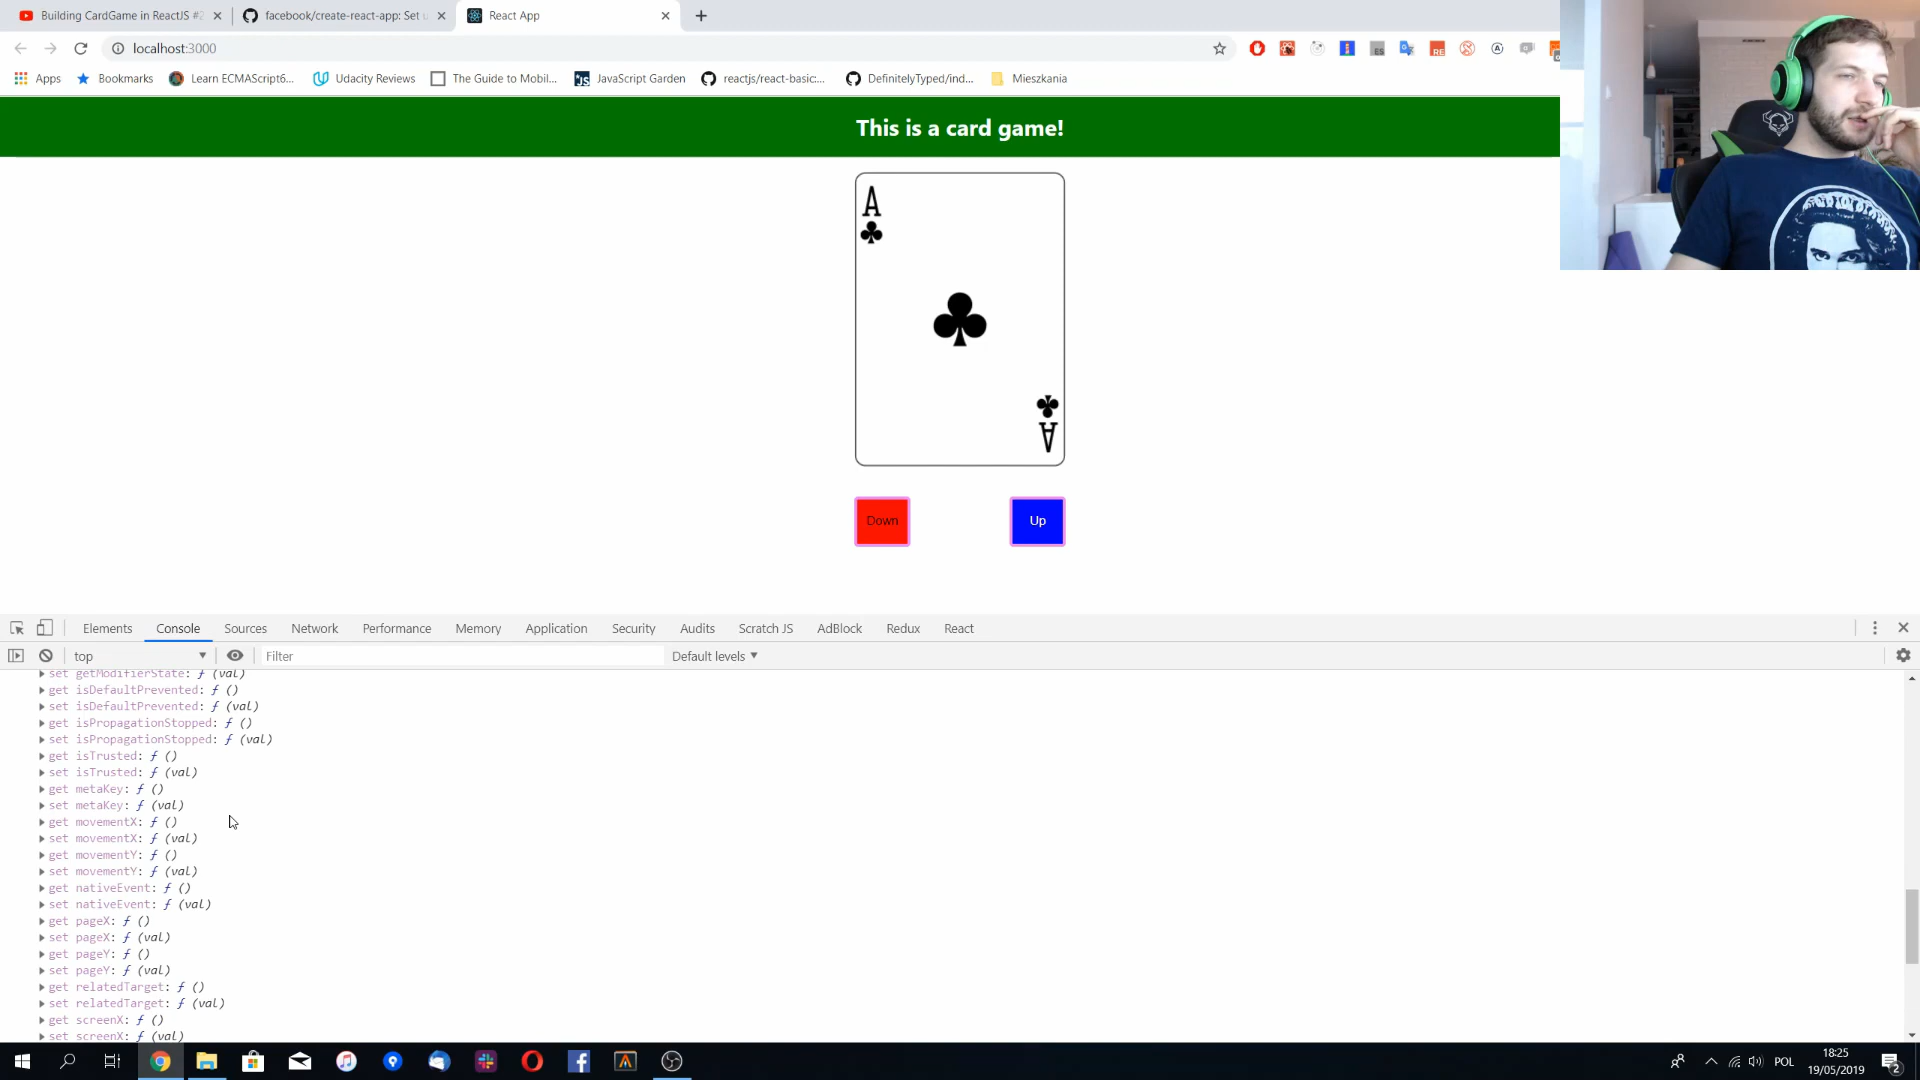 Building CardGame in ReactJS #2
facebook/create-react-app: Set u
React App
localhost:3000
Apps
Bookmarks
Learn ECMAScript6...
Udacity Reviews
The Guide to Mobil...
JavaScript Garden
reactjs/react-basic:...
DefinitelyTyped/ind...
Mieszkania
This is a card game!
A
A
Down
Up
Elements
Console
Sources
Network
Performance
Memory
Application
Security
Audits
Scratch JS
AdBlock
Redux
React
top
Filter
Default levels
set getModifierState: ƒ (val)
get isDefaultPrevented: ƒ ()
set isDefaultPrevented: ƒ (val)
get isPropagationStopped: ƒ ()
set isPropagationStopped: ƒ (val)
get isTrusted: ƒ ()
set isTrusted: ƒ (val)
get metaKey: ƒ ()
set metaKey: ƒ (val)
get movementX: ƒ ()
set movementX: ƒ (val)
get movementY: ƒ ()
set movementY: ƒ (val)
get nativeEvent: ƒ ()
set nativeEvent: ƒ (val)
get pageX: ƒ ()
set pageX: ƒ (val)
get pageY: ƒ ()
set pageY: ƒ (val)
get relatedTarget: ƒ ()
set relatedTarget: ƒ (val)
get screenX: ƒ ()
set screenX: ƒ (val)
POL
18:25
19/05/2019
2